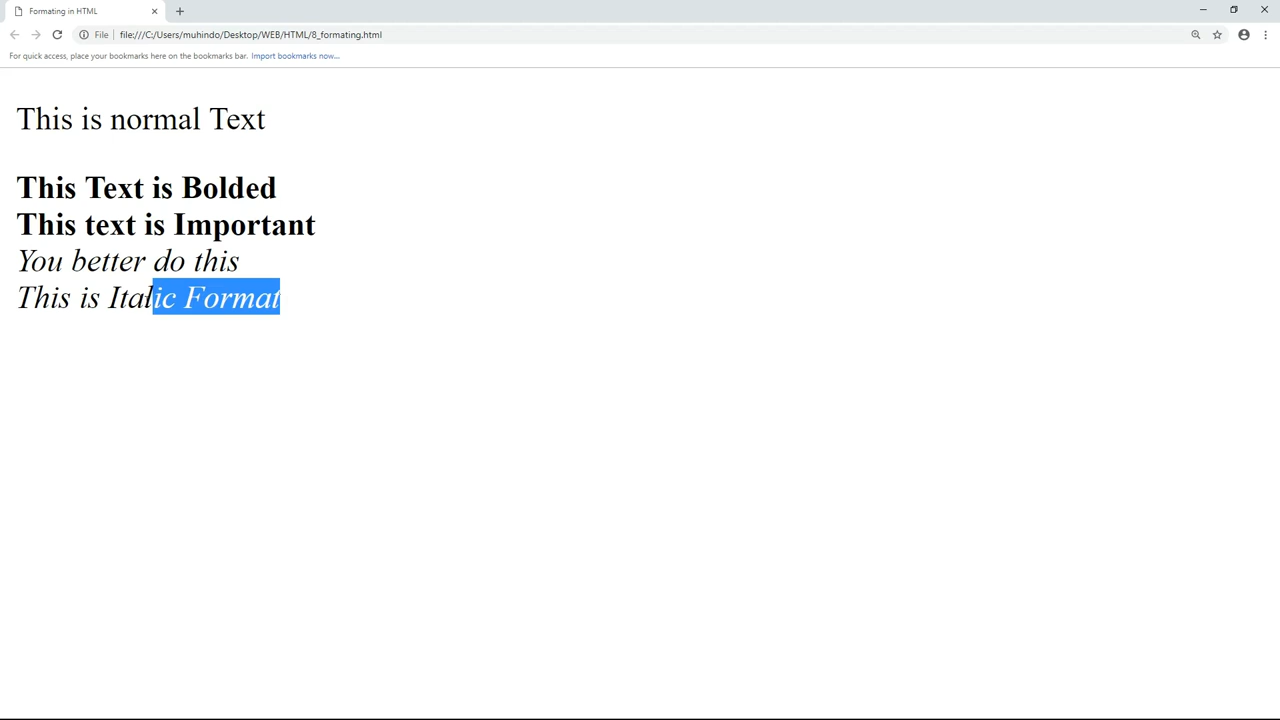 Formating in HTML
File
file:///C:/Users/muhindo/Desktop/WEB/HTML/8_formating.html
For quick access, place your bookmarks here on the bookmarks bar. Import bookmarks now...
This is normal Text
This Text is Bolded
This text is Important
You better do this
This is Italic Format